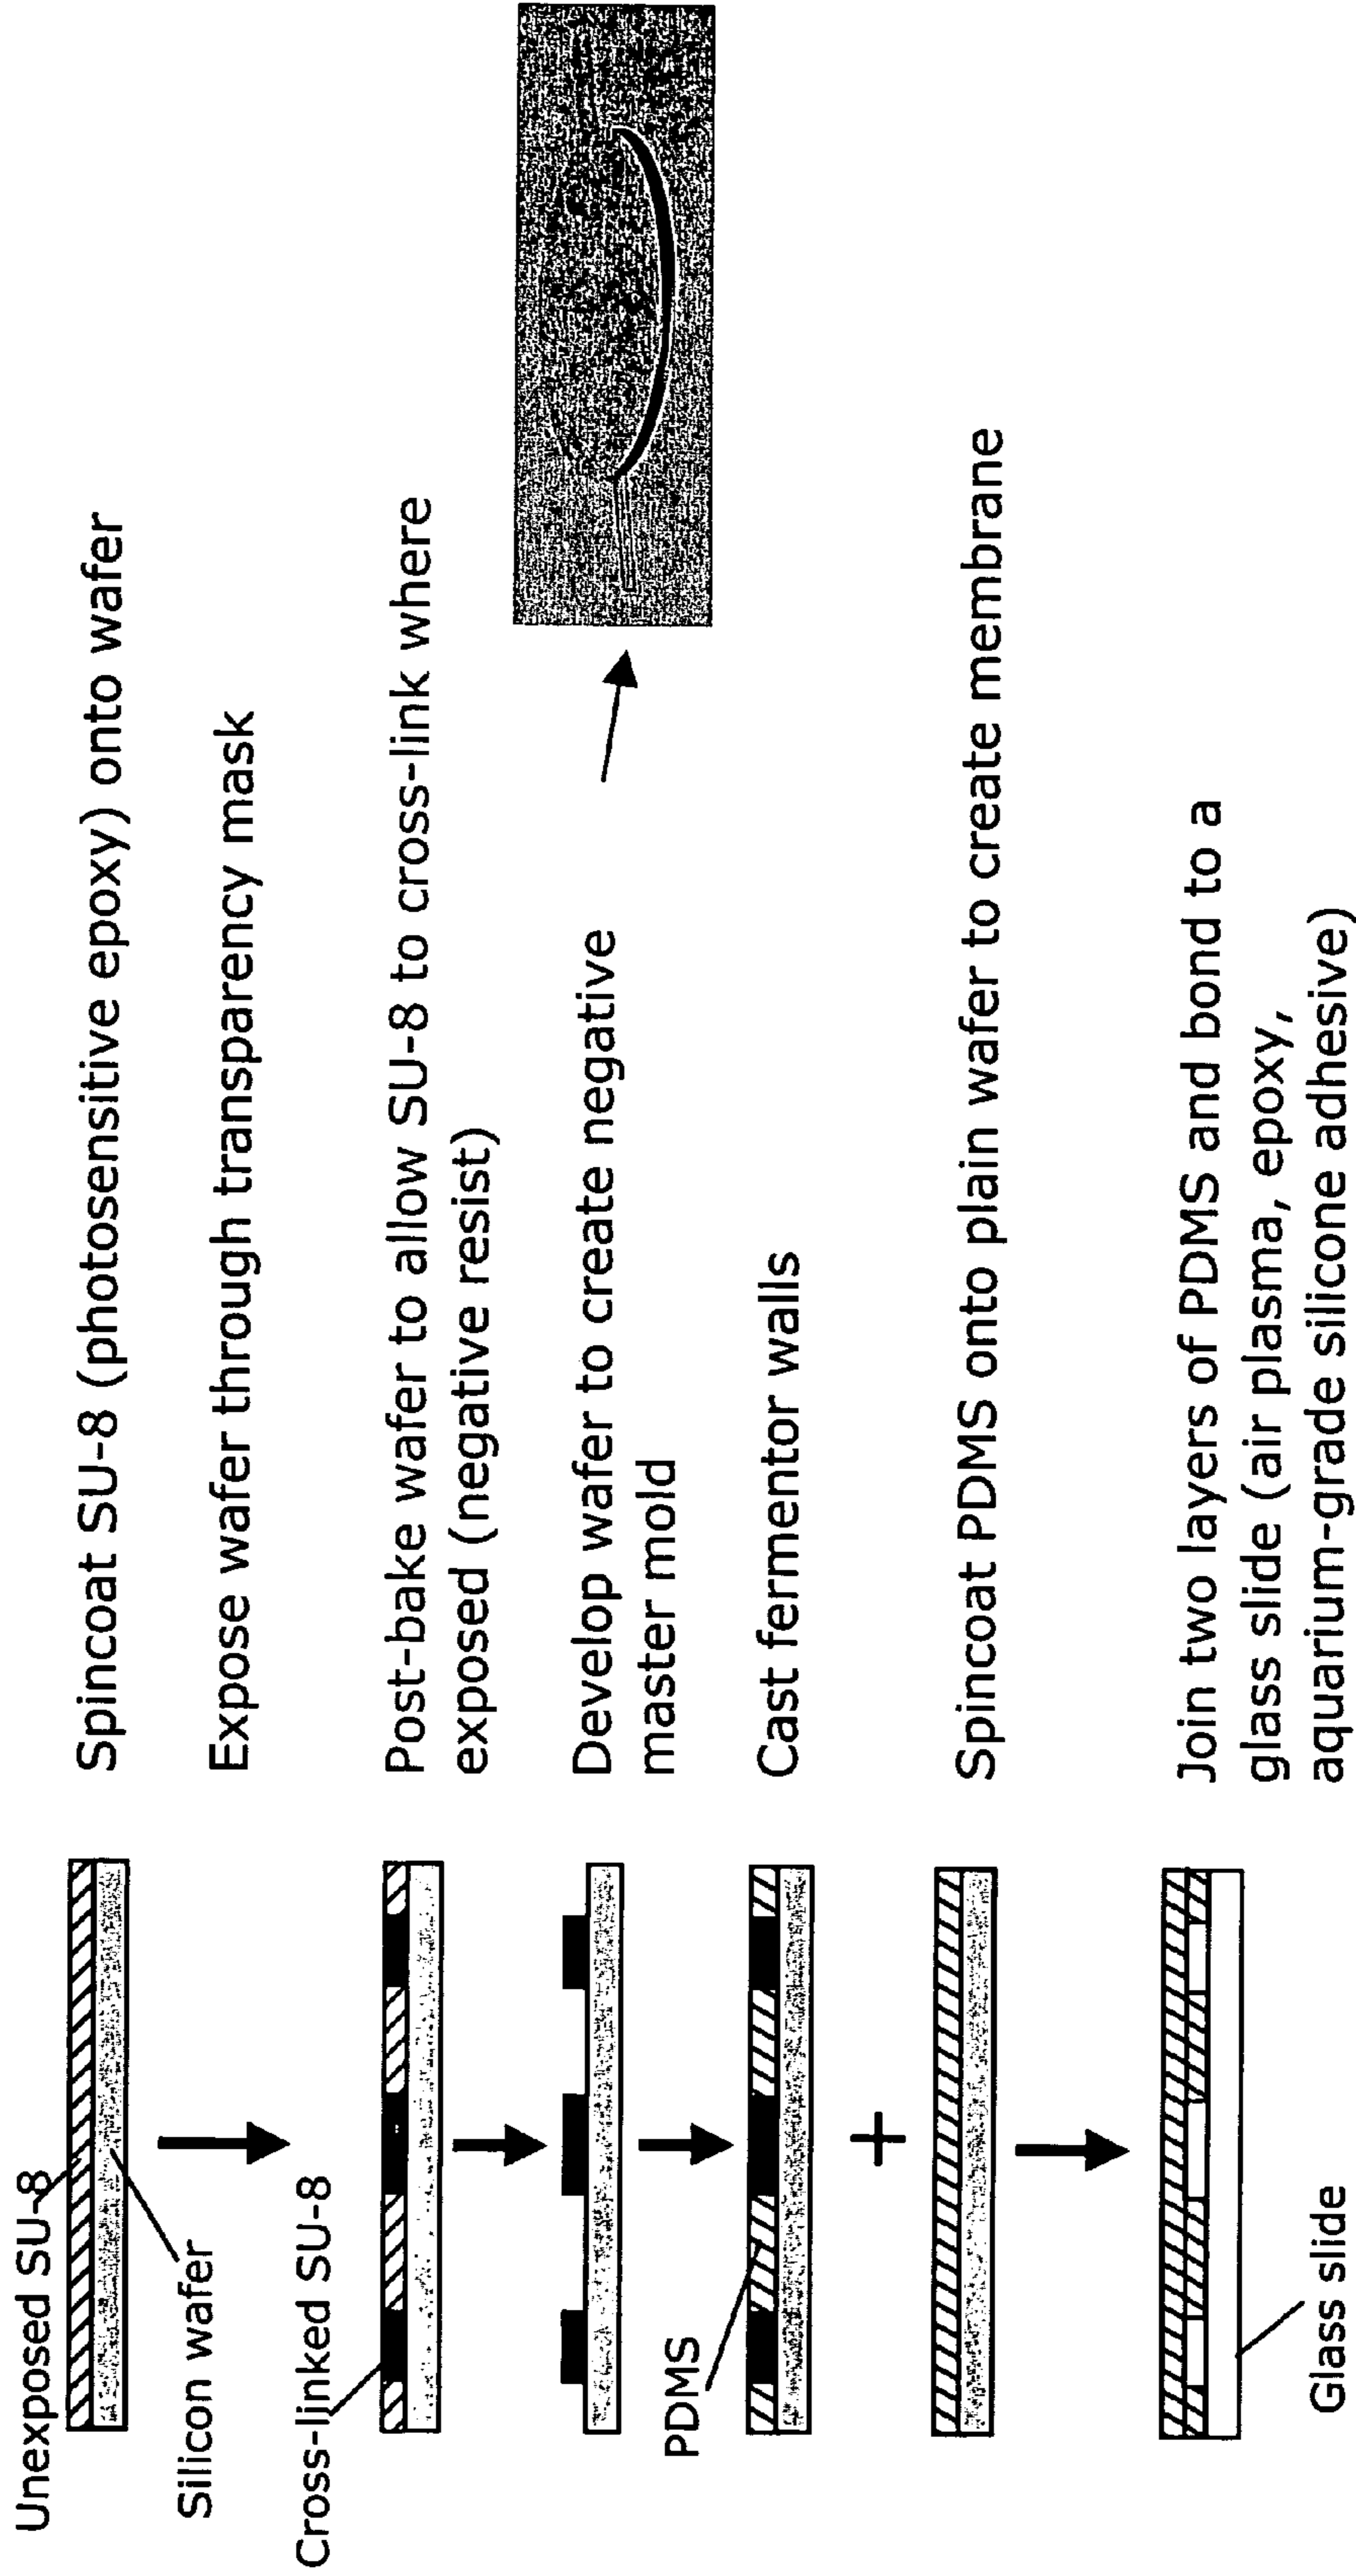 Unexposed SU-8
Spincoat SU-8 (photosensitive epoxy) onto wafer
Silicon wafer
Expose wafer through transparency mask
Cross-linked SU-8
Post-bake wafer to allow SU-8 to cross-link where
exposed (negative resist)
Develop wafer to create negative
master mold
PDMS
Cast fermentor walls
+
Spincoat PDMS onto plain wafer to create membrane
Join two layers of PDMS and bond to a
glass slide (air plasma, epoxy,
aquarium-grade silicone adhesive)
Glass slide